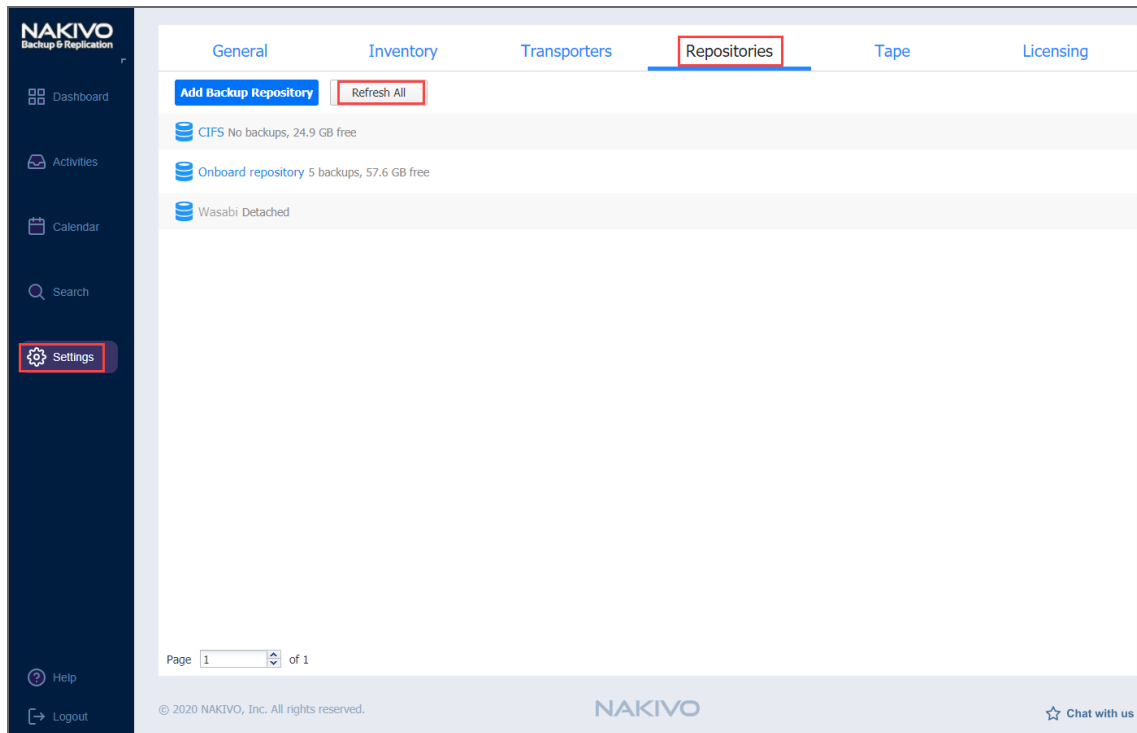 NAKIVO
Backup & Replication
Dashboard
Activities
Calendar
Search
Settings
Help
Logout
General Inventory Transporters Repositories Tape Licensing
Add Backup Repository Refresh All
CIFS No backups, 24.9 GB free
Onboard repository 5 backups, 57.6 GB free
Wasabi Detached
Page 1 of 1
© 2020 NAKIVO, Inc. All rights reserved. NAKIVO Chat with us